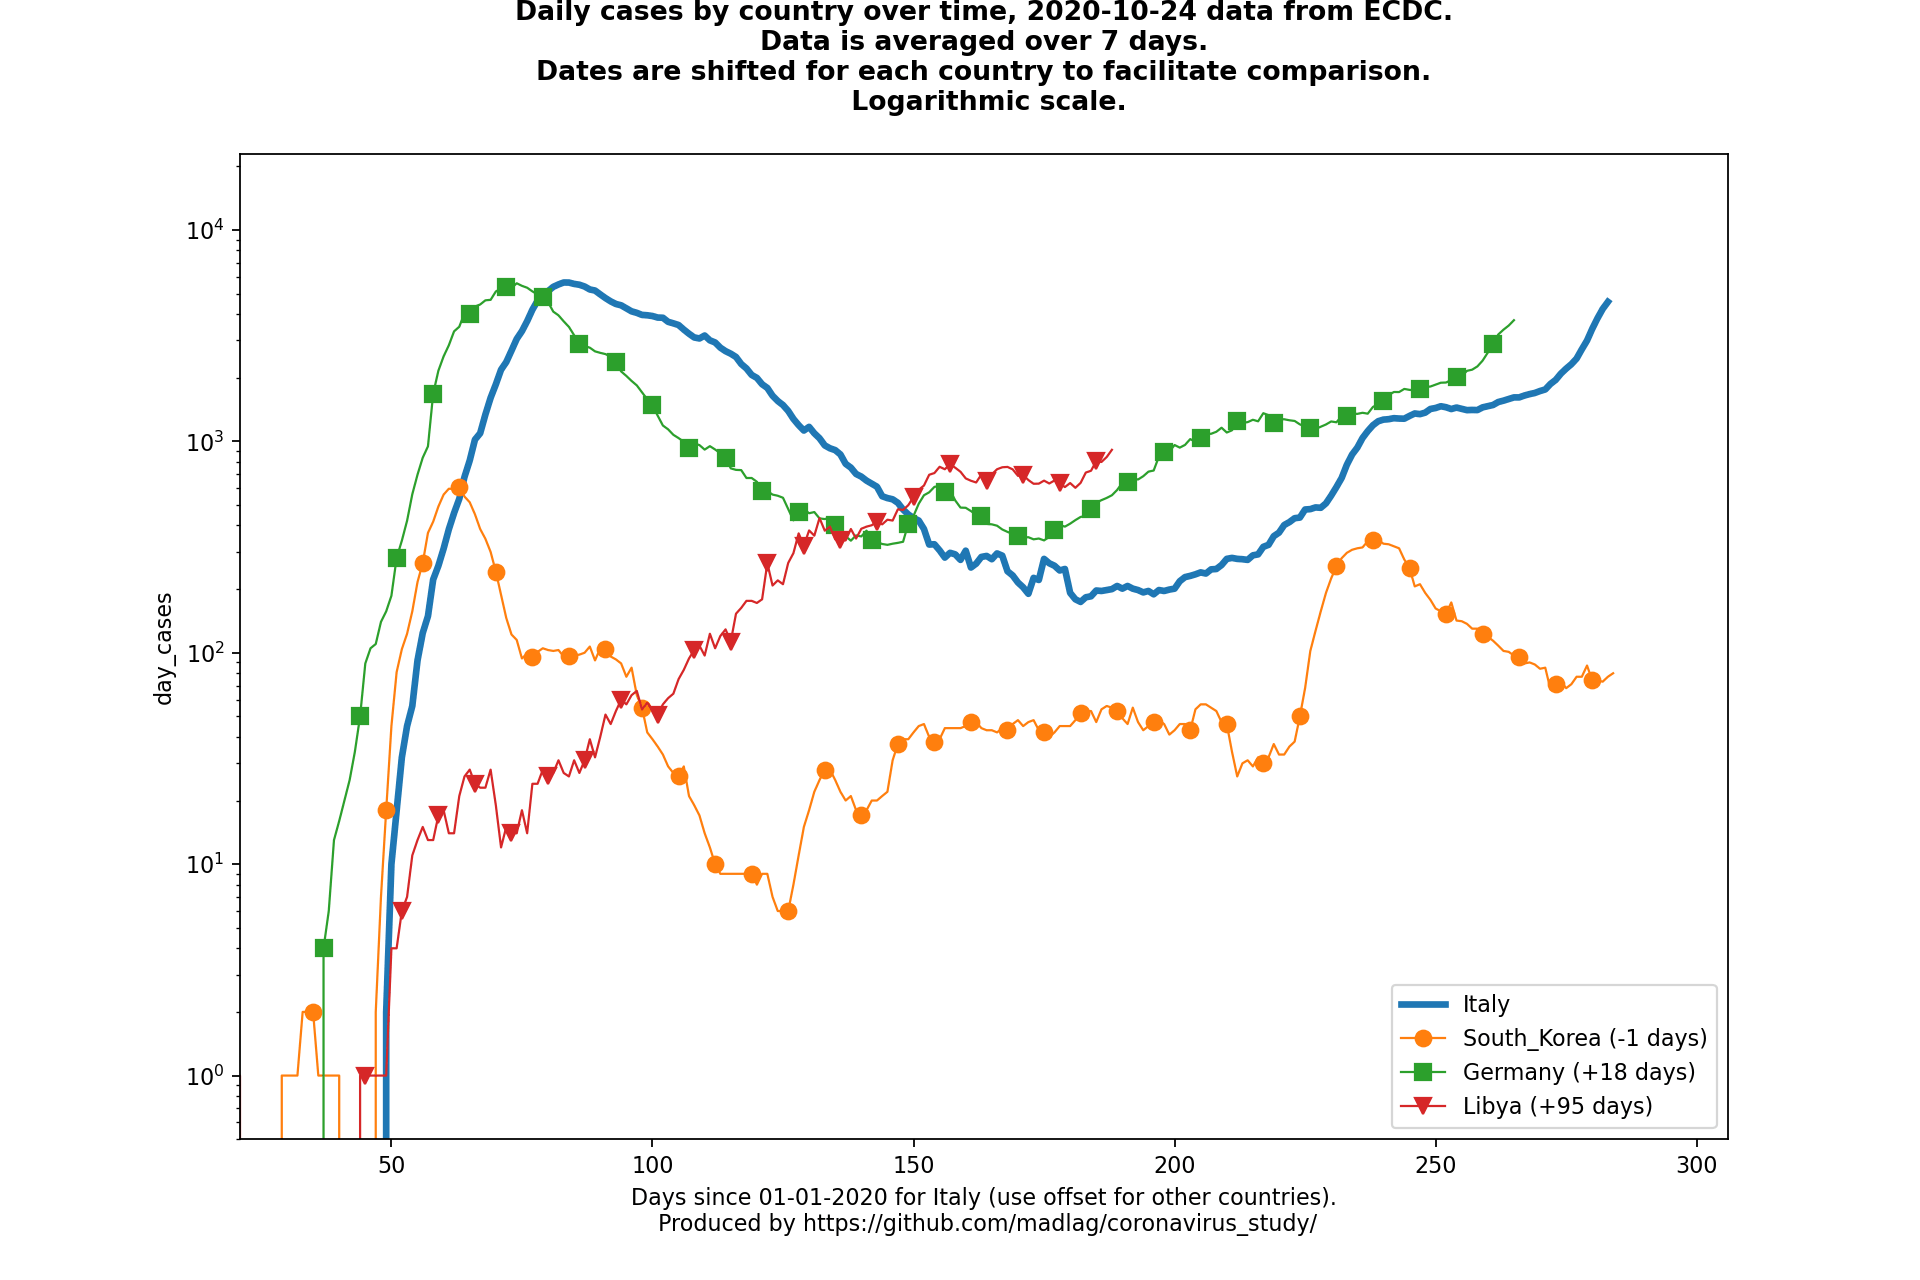 Daily cases by country over time, 2020-10-24 data from ECDC.
Data is averaged over 7 days.
Dates are shifted for each country to facilitate comparison.
Logarithmic scale.
10⁴
10³
10²
10¹
10⁰
day_cases
50 100 150 200 250 300
Italy
South_Korea (-1 days)
Germany (+18 days)
Libya (+95 days)
Days since 01-01-2020 for Italy (use offset for other countries).
Produced by https://github.com/madlag/coronavirus_study/